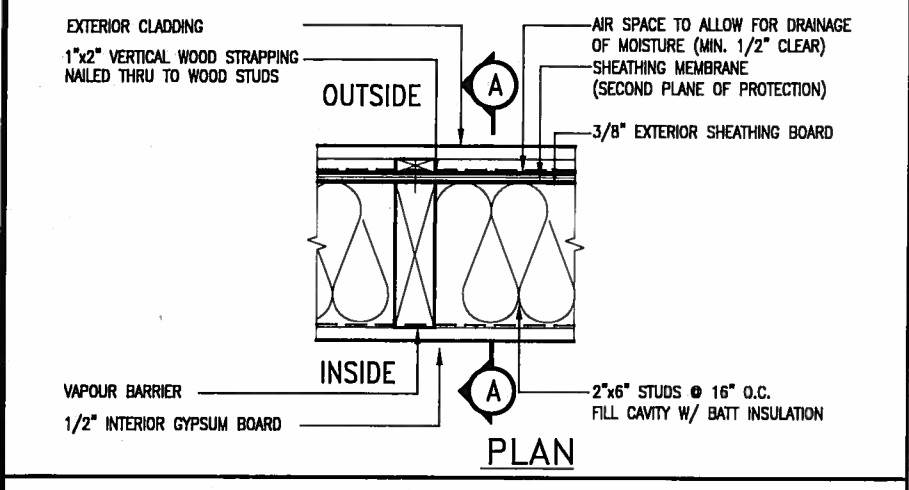 EXTERIOR CLADDING
1"x2" VERTICAL WOOD STRAPPING
NAILED THRU TO WOOD STUDS
OUTSIDE
A
AIR SPACE TO ALLOW FOR DRAINAGE
OF MOISTURE (MIN. 1/2" CLEAR)
SHEATHING MEMBRANE
(SECOND PLANE OF PROTECTION)
3/8" EXTERIOR SHEATHING BOARD
INSIDE
A
VAPOUR BARRIER
1/2" INTERIOR GYPSUM BOARD
2"x6" STUDS @ 16" O.C.
FILL CAVITY W/ BATT INSULATION
PLAN